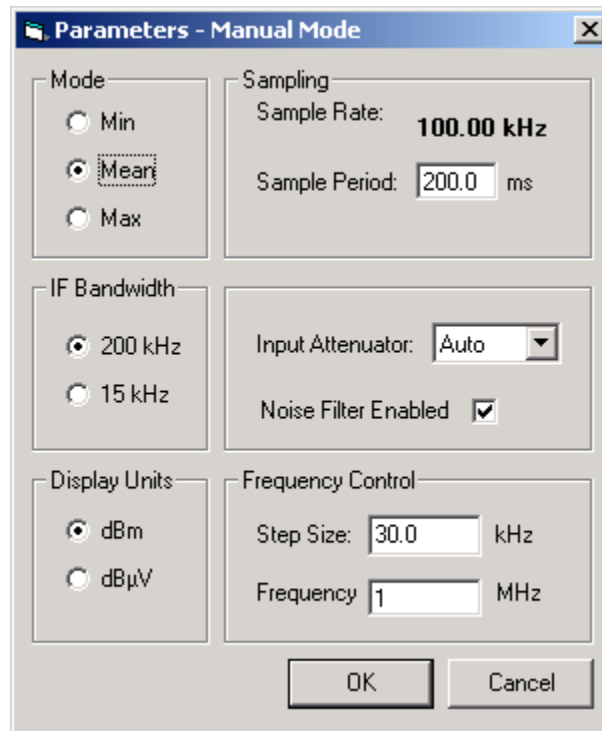 Parameters - Manual Mode
Mode
Min
Mean
Max
Sampling
Sample Rate: 100.00 kHz
Sample Period: 200.0 ms
IF Bandwidth
200 kHz
15 kHz
Input Attenuator: Auto
Noise Filter Enabled
Display Units
dBm
dBµV
Frequency Control
Step Size: 30.0 kHz
Frequency 1 MHz
OK
Cancel